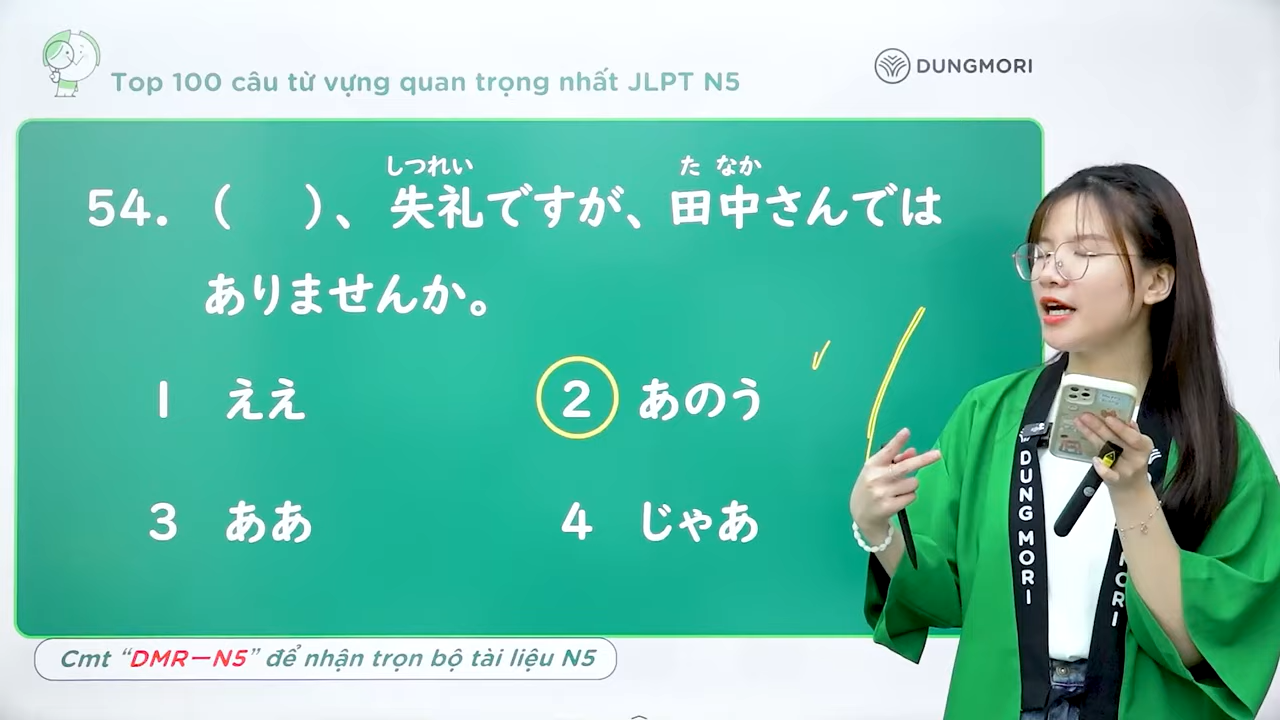 Top 100 câu từ vựng quan trọng nhất JLPT N5
DUNGMORI
しつれい たなか
54. (　　)、失礼ですが、田中さんでは
ありませんか。
1 ええ
2 あのう
3 ああ
4 じゃあ
DUNG MORI
Cmt “DMR－N5” để nhận trọn bộ tài liệu N5